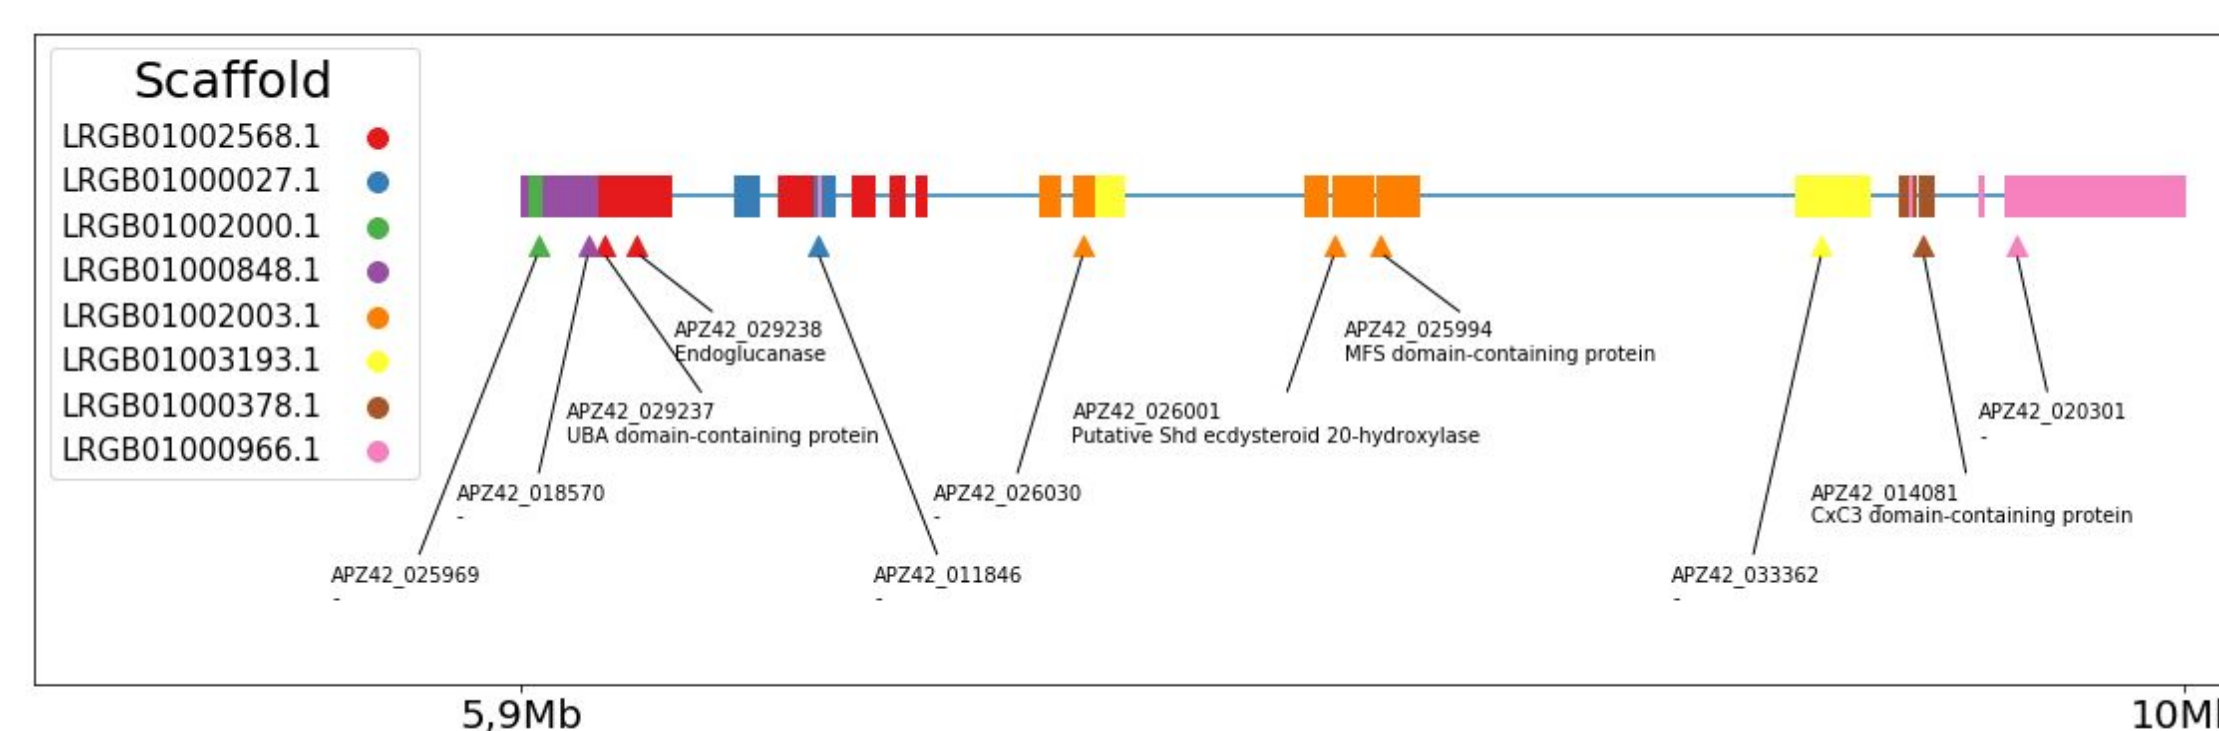 Scaffold
LRGB01002568.1
LRGB01000027.1
LRGB01002000.1
LRGB01000848.1
LRGB01002003.1
LRGB01003193.1
LRGB01000378.1
LRGB01000966.1
APZ42_029238
Endoglucanase
APZ42_025994
MFS domain-containing protein
APZ42_029237
UBA domain-containing protein
APZ42_026001
Putative Shd ecdysteroid 20-hydroxylase
APZ42_020301
-
APZ42_018570
-
APZ42_026030
-
APZ42_014081
CxC3 domain-containing protein
APZ42_025969
-
APZ42_011846
-
APZ42_033362
-
5,9Mb